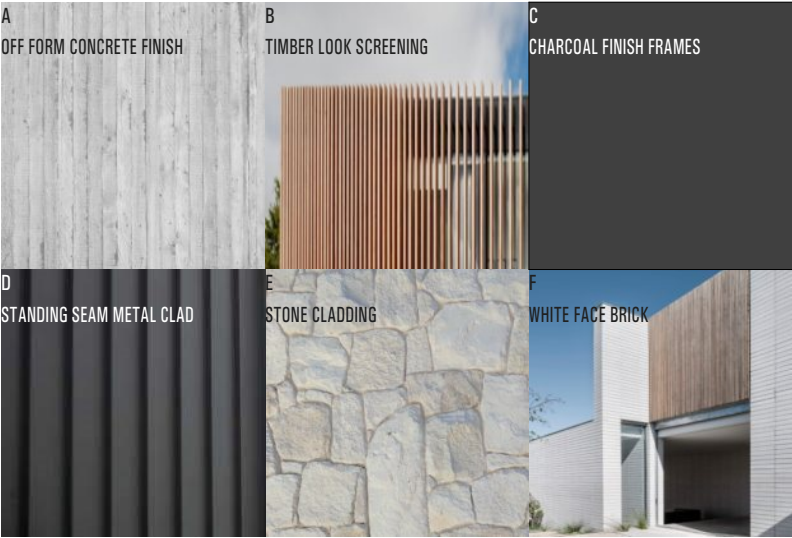 A
OFF FORM CONCRETE FINISH
B
TIMBER LOOK SCREENING
C
CHARCOAL FINISH FRAMES
D
STANDING SEAM METAL CLAD
E
STONE CLADDING
F
WHITE FACE BRICK